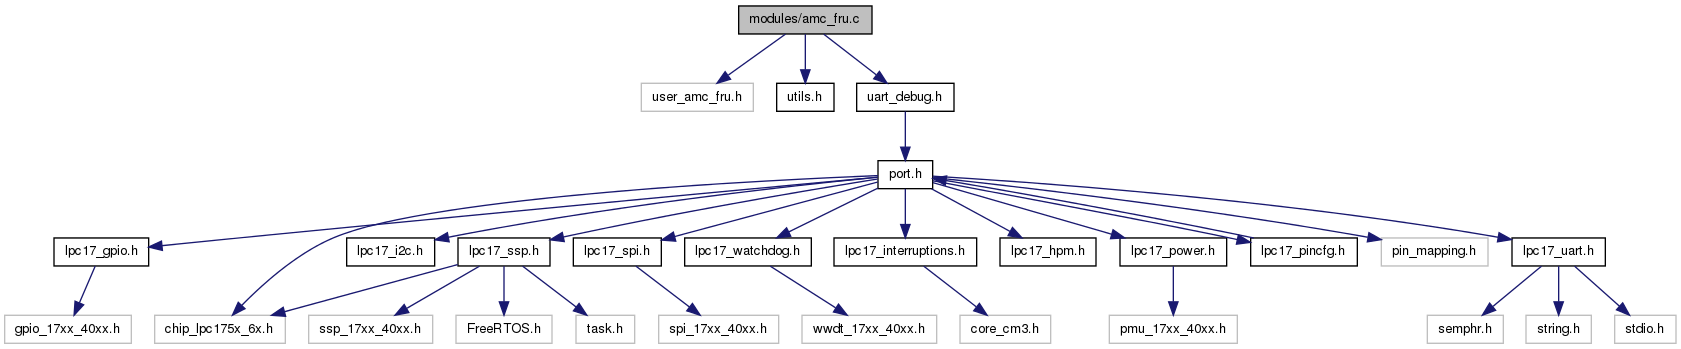 modules/amc_fru.c
user_amc_fru.h
utils.h
uart_debug.h
port.h
lpc17_gpio.h
lpc17_i2c.h
lpc17_ssp.h
lpc17_spi.h
lpc17_watchdog.h
lpc17_interruptions.h
lpc17_hpm.h
lpc17_power.h
lpc17_pincfg.h
pin_mapping.h
lpc17_uart.h
gpio_17xx_40xx.h
chip_lpc175x_6x.h
ssp_17xx_40xx.h
FreeRTOS.h
task.h
spi_17xx_40xx.h
wwdt_17xx_40xx.h
core_cm3.h
pmu_17xx_40xx.h
semphr.h
string.h
stdio.h